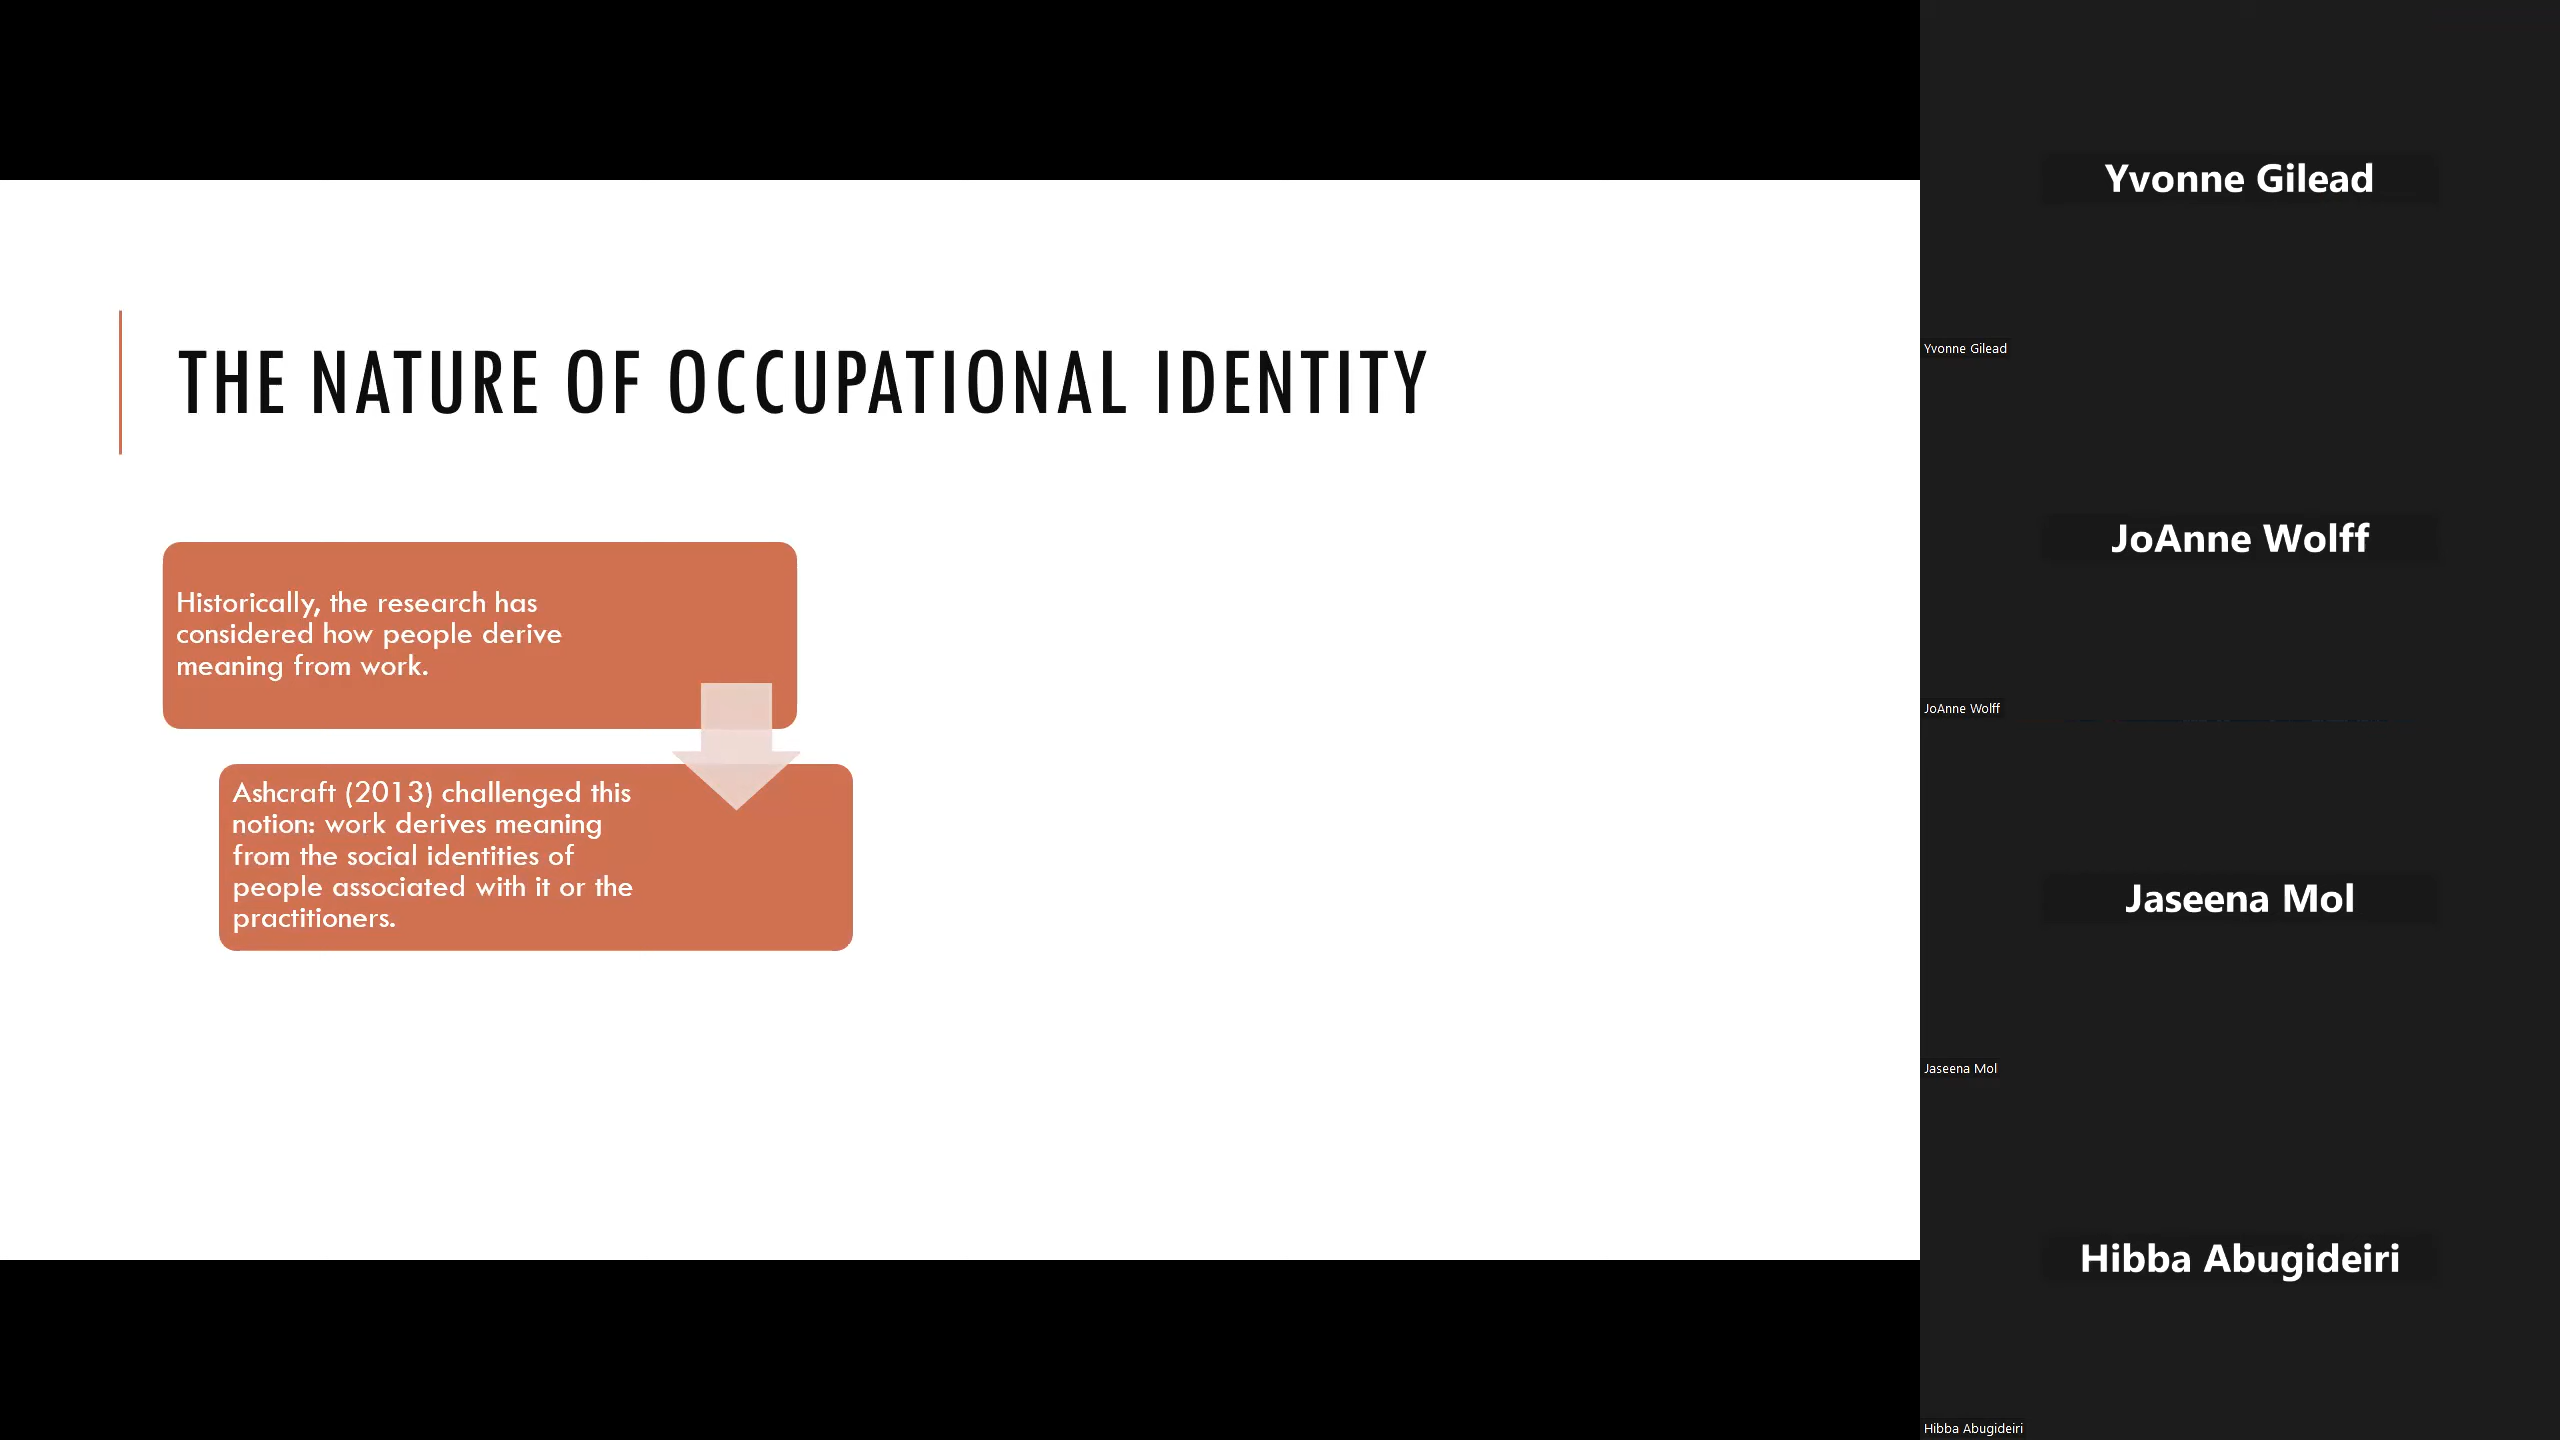 THE NATURE OF OCCUPATIONAL IDENTITY
Historically, the research has
considered how people derive
meaning from work.
Ashcraft (2013) challenged this
notion: work derives meaning
from the social identities of
people associated with it or the
practitioners.
Yvonne Gilead
Yvonne Gilead
JoAnne Wolff
JoAnne Wolff
Jaseena Mol
Jaseena Mol
Hibba Abugideiri
Hibba Abugideiri